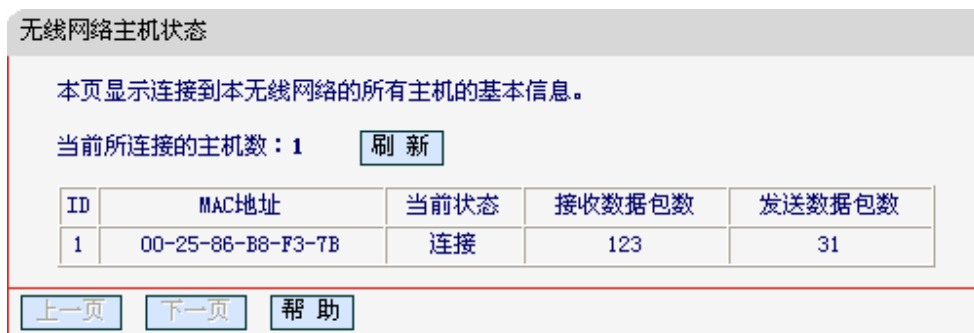 无线网络主机状态
本页显示连接到本无线网络的所有主机的基本信息。
当前所连接的主机数：1 刷 新
ID MAC地址 当前状态 接收数据包数 发送数据包数
1 00-25-86-B8-F3-7B 连接 123 31
上一页 下一页 帮 助